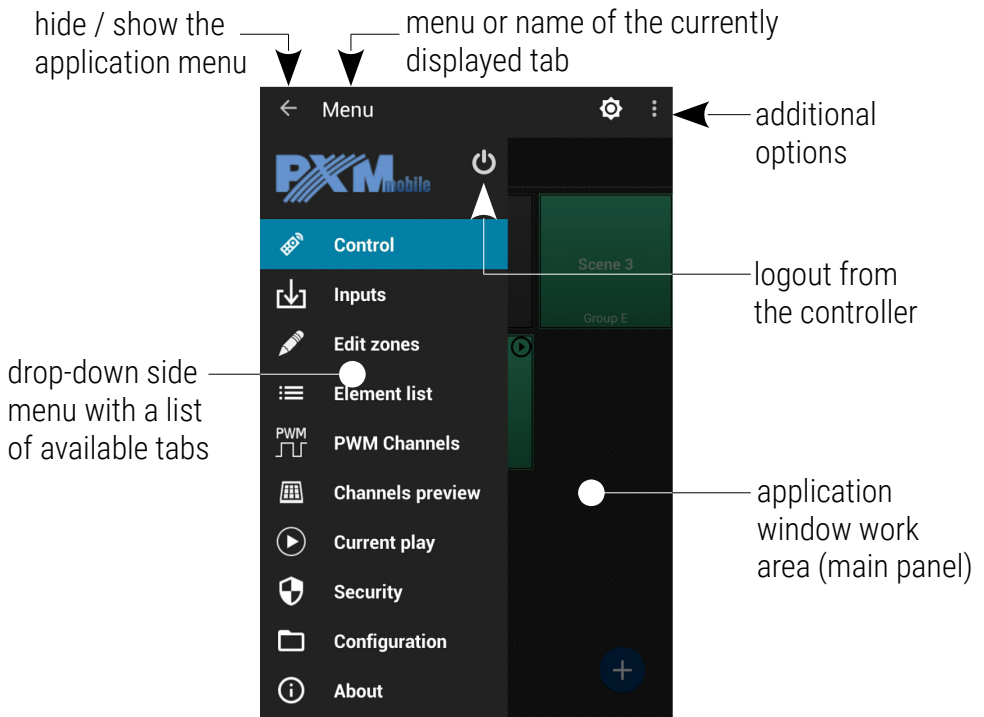 hide / show the
application menu
menu or name of the currently
displayed tab
Menu
additional
options
PXM mobile
Control
Scene 3
Inputs
logout from
the controller
Group E
Edit zones
drop-down side
menu with a list
of available tabs
Element list
PWM
PWM Channels
Channels preview
application
window work
area (main panel)
Current play
Security
Configuration
About